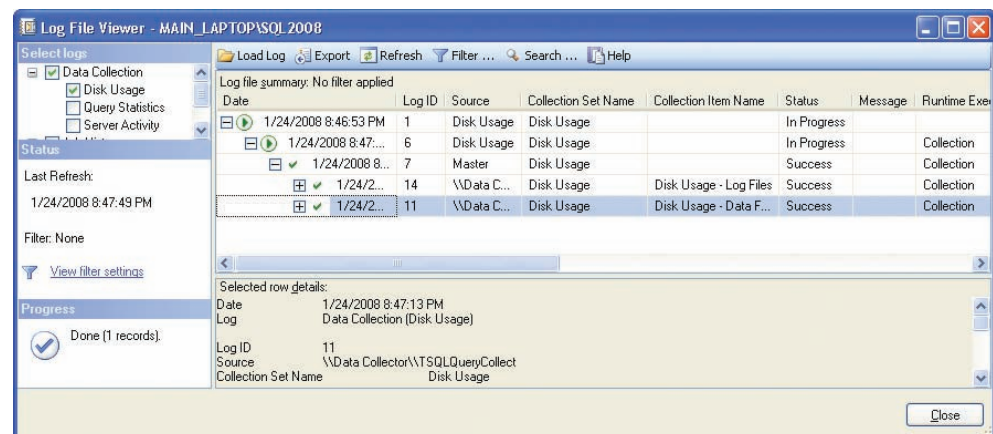 Log File Viewer - MAIN_LAPTOP\SQL2008
Select logs
Data Collection
Disk Usage
Query Statistics
Server Activity
Status
Last Refresh:
1/24/2008 8:47:49 PM
Filter: None
View filter settings
Progress
Done (1 records).
Load Log Export Refresh Filter ... Search ... Help
Log file summary: No filter applied
Date Log ID Source Collection Set Name Collection Item Name Status Message Runtime Exe
1/24/2008 8:46:53 PM 1 Disk Usage Disk Usage In Progress
1/24/2008 8:47:... 6 Disk Usage Disk Usage In Progress Collection
1/24/2008 8... 7 Master Disk Usage Success Collection
1/24/2... 14 \\Data C... Disk Usage Disk Usage - Log Files Success Collection
1/24/2... 11 \\Data C... Disk Usage Disk Usage - Data F... Success Collection
Selected row details:
Date 1/24/2008 8:47:13 PM
Log Data Collection (Disk Usage)
Log ID 11
Source \\Data Collector\\TSQLQueryCollect
Collection Set Name Disk Usage
Close